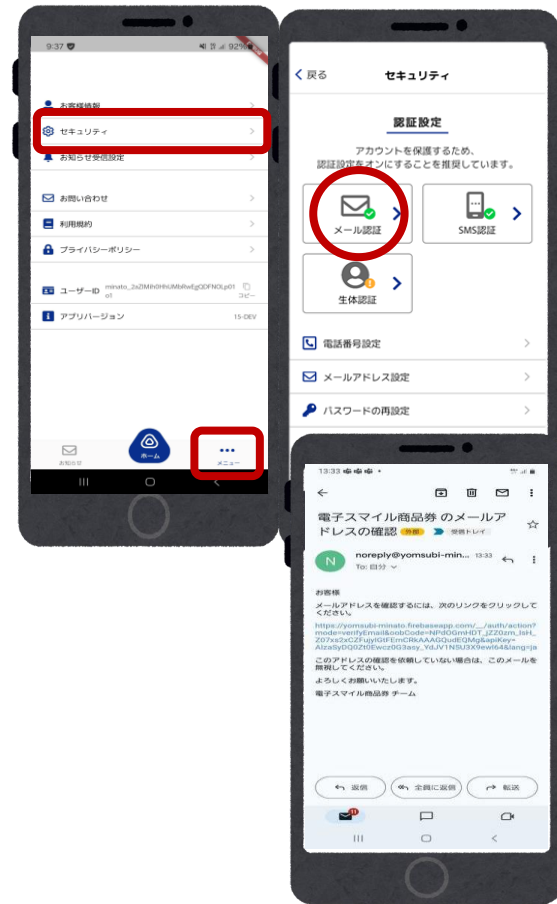 9:37
92%
お客様情報
セキュリティ
お知らせ受信設定
お問い合わせ
利用規約
プライバシーポリシー
ユーザーID
コピー
アプリバージョン
15-DEV
お知らせ
ホーム
メニュー
戻る
セキュリティ
認証設定
アカウントを保護するため、
認証設定をオンにすることを推奨しています。
メール認証
SMS認証
生体認証
電話番号設定
メールアドレス設定
パスワードの再設定
13:33
電子スマイル商品券 のメールア
ドレスの確認 外部 受信トレイ
N
noreply@yomsubi-min... 13:33
To: 自分
お客様
メールアドレスを確認するには、次のリンクをクリックして
ください。
https://yomsubi-minato.firebaseapp.com/__/auth/action?
このアドレスの確認を依頼していない場合は、このメールを
無視してください。
よろしくお願いいたします。
電子スマイル商品券 チーム
返信
全員に返信
転送
11